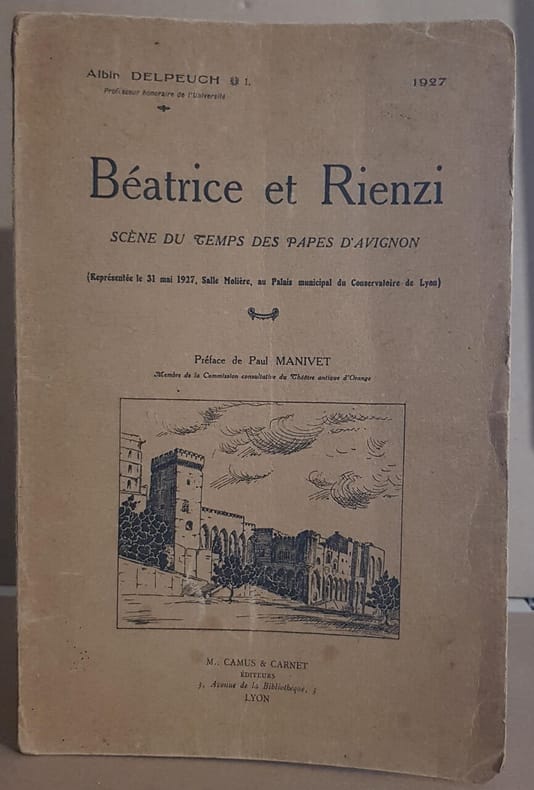 Albin DELPEUCH I.
1927
Professeur honoraire de l'Université
Béatrice et Rienzi
SCÈNE DU TEMPS DES PAPES D'AVIGNON
(Représentée le 31 mai 1927, Salle Molière, au Palais municipal du Conservatoire de Lyon)
Préface de Paul MANIVET
Membre de la Commission consultative du Théâtre antique d'Orange
M.. CAMUS & CARNET
ÉDITEURS
3, Avenue de la Bibliothèque, 3
LYON